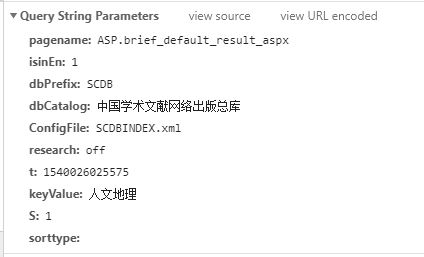 Query String Parameters view source view URL encoded
pagename: ASP.brief_default_result_aspx
isinEn: 1
dbPrefix: SCDB
dbCatalog: 中国学术文献网络出版总库
ConfigFile: SCDBINDEX.xml
research: off
t: 1540026025575
keyValue: 人文地理
S: 1
sorttype: